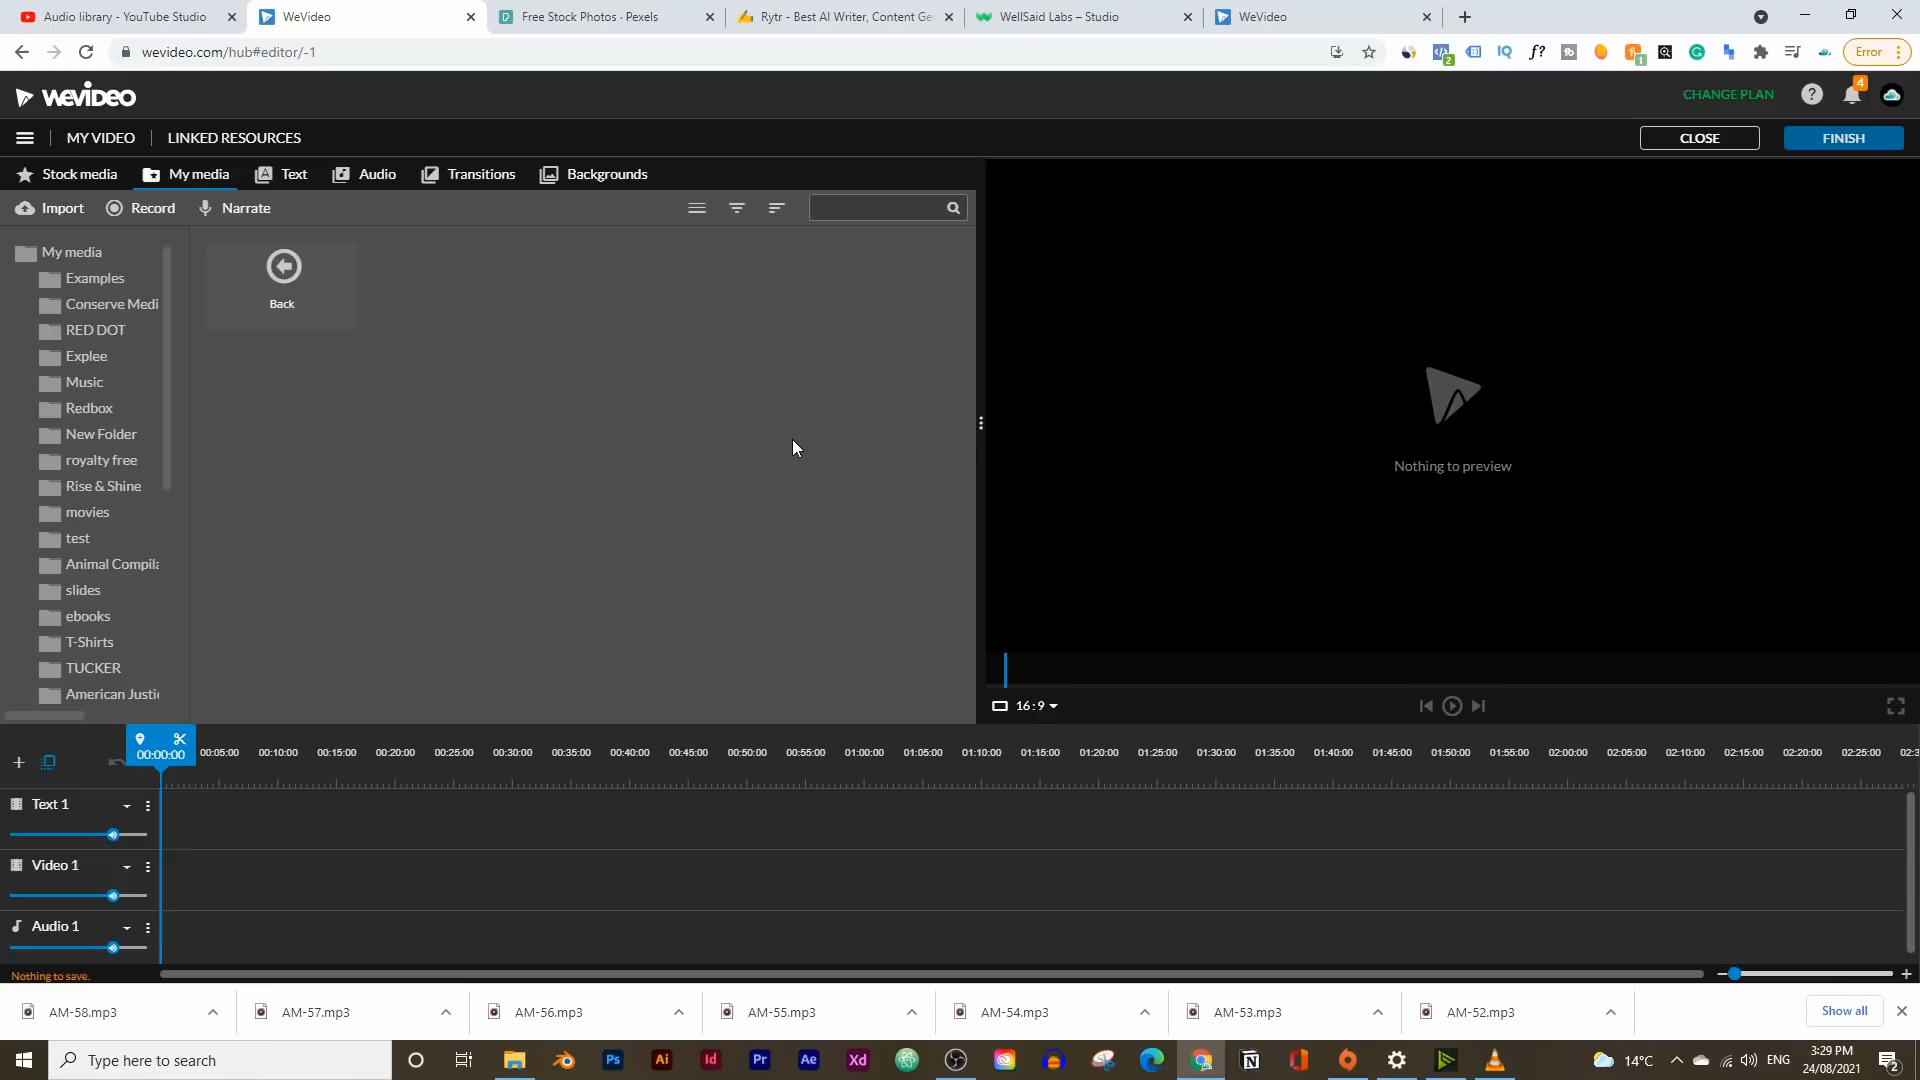 Audio library - YouTube Studio
WeVideo
Free Stock Photos · Pexels
Rytr - Best AI Writer, Content Ge
WellSaid Labs – Studio
WeVideo
wevideo.com/hub#editor/-1
Error
WEVIDEO
CHANGE PLAN
4
MY VIDEO
LINKED RESOURCES
CLOSE
FINISH
Stock media
My media
Text
Audio
Transitions
Backgrounds
Import
Record
Narrate
My media
Examples
Conserve Medi
RED DOT
Explee
Music
Redbox
New Folder
royalty free
Rise & Shine
movies
test
Animal Compila
slides
ebooks
T-Shirts
TUCKER
American Justic
Back
Nothing to preview
16:9
00:00:00
00:05:00 00:10:00 00:15:00 00:20:00 00:25:00 00:30:00 00:35:00 00:40:00 00:45:00 00:50:00 00:55:00 01:00:00 01:05:00 01:10:00 01:15:00 01:20:00 01:25:00 01:30:00 01:35:00 01:40:00 01:45:00 01:50:00 01:55:00 02:00:00 02:05:00 02:10:00 02:15:00 02:20:00 02:25:00 02:3
Text 1
Video 1
Audio 1
Nothing to save.
AM-58.mp3
AM-57.mp3
AM-56.mp3
AM-55.mp3
AM-54.mp3
AM-53.mp3
AM-52.mp3
Show all
Type here to search
14°C
ENG
3:29 PM
24/08/2021
2